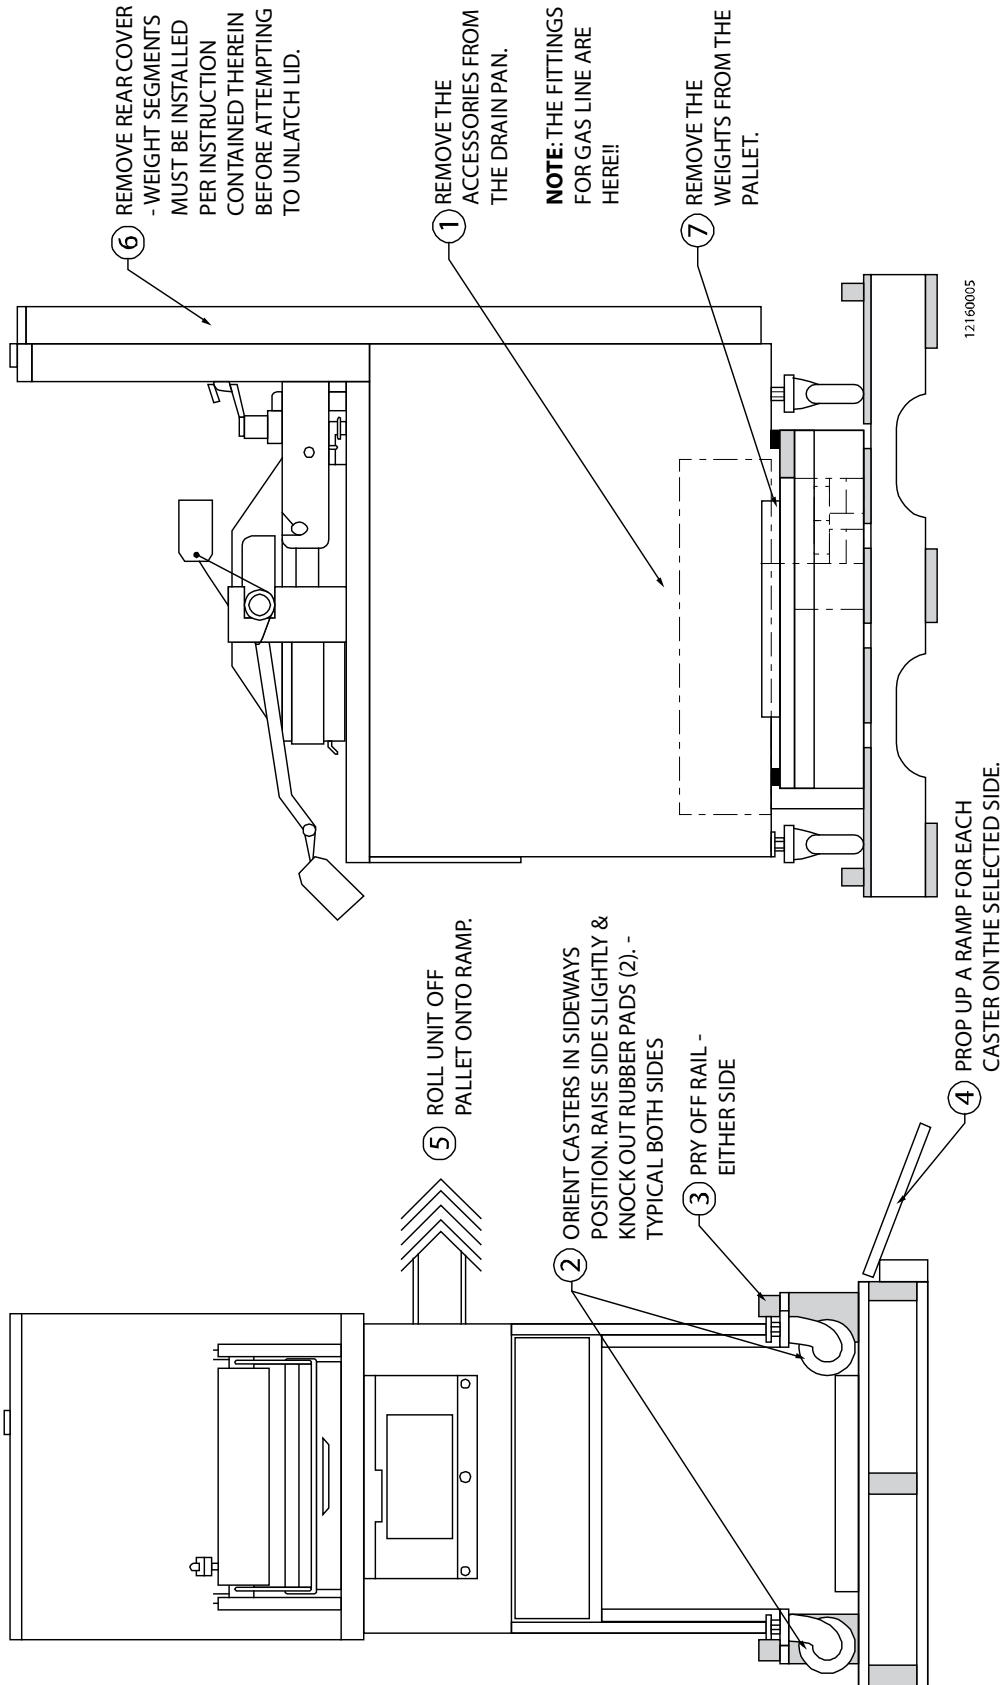 6 REMOVE REAR COVER
- WEIGHT SEGMENTS
MUST BE INSTALLED
PER INSTRUCTION
CONTAINED THEREIN
BEFORE ATTEMPTING
TO UNLATCH LID.
1 REMOVE THE
ACCESSORIES FROM
THE DRAIN PAN.
NOTE: THE FITTINGS
FOR GAS LINE ARE
HERE!!
7 REMOVE THE
WEIGHTS FROM THE
PALLET.
12160005
5 ROLL UNIT OFF
PALLET ONTO RAMP.
2 ORIENT CASTERS IN SIDEWAYS
POSITION. RAISE SIDE SLIGHTLY &
KNOCK OUT RUBBER PADS (2). -
TYPICAL BOTH SIDES
3 PRY OFF RAIL -
EITHER SIDE
4 PROP UP A RAMP FOR EACH
CASTER ON THE SELECTED SIDE.